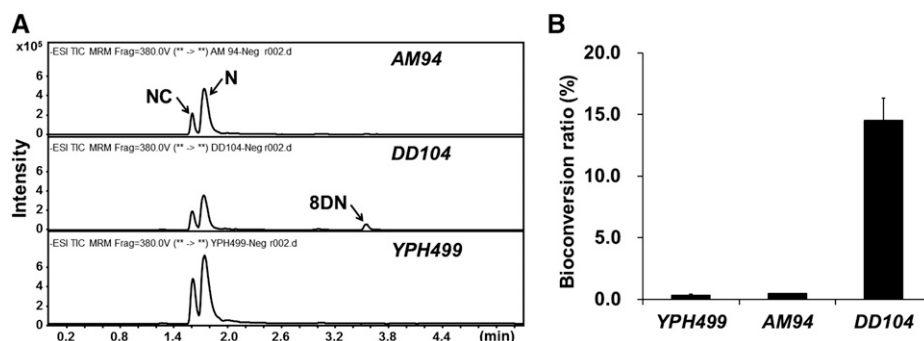 A
x10⁵
-ESI TIC MRM Frag=380.0V (** -> **) AM 94-Neg r002.d
AM94
NC
N
6
4
2
0
-ESI TIC MRM Frag=380.0V (** -> **) DD104-Neg r002.d
DD104
8DN
6
4
2
0
-ESI TIC MRM Frag=380.0V (** -> **) YPH499-Neg r002.d
YPH499
6
4
2
0
Intensity
0.2 0.8 1.4 2.0 2.6 3.2 3.8 (min)
B
Bioconversion ratio (%)
20.0
15.0
10.0
5.0
0.0
YPH499 AM94 DD104